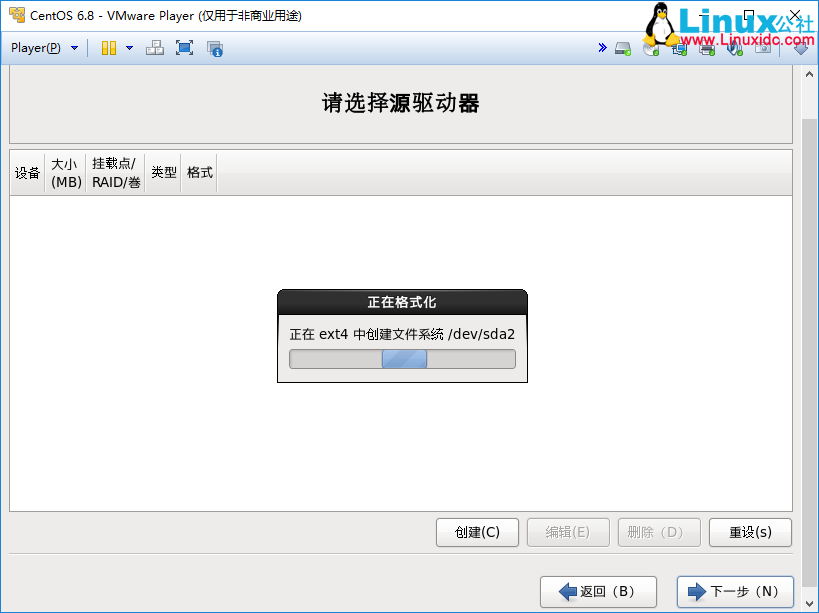 CentOS 6.8 - VMware Player (仅用于非商业用途)
Linux公社
www.Linuxidc.com
Player(P)
请选择源驱动器
设备
大小
(MB)
挂载点/
RAID/卷
类型
格式
正在格式化
正在 ext4 中创建文件系统 /dev/sda2
创建(C)
编辑(E)
删除（D）
重设(s)
返回（B）
下一步（N）